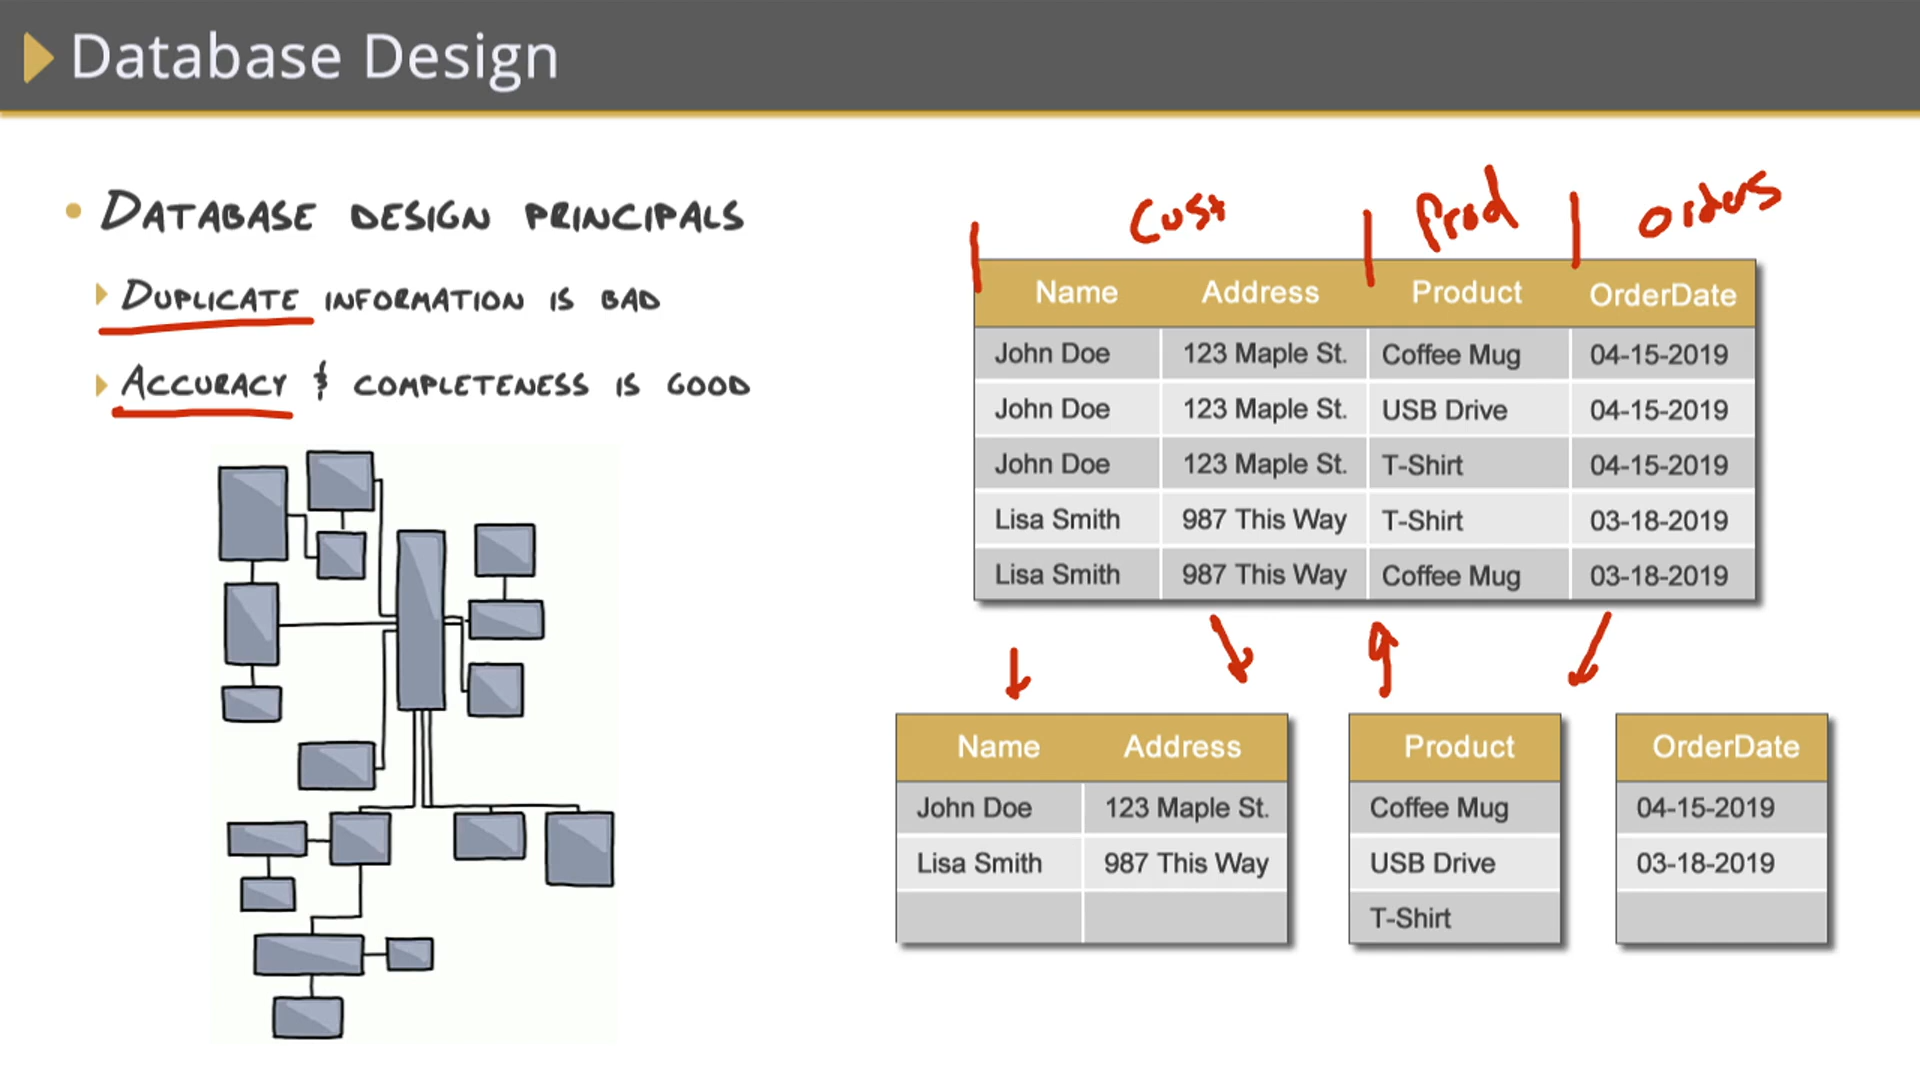 Database Design
DATABASE DESIGN PRINCIPALS
DUPLICATE INFORMATION IS BAD
ACCURACY & COMPLETENESS IS GOOD
Cust Prod orders
Name Address Product OrderDate
John Doe 123 Maple St. Coffee Mug 04-15-2019
John Doe 123 Maple St. USB Drive 04-15-2019
John Doe 123 Maple St. T-Shirt 04-15-2019
Lisa Smith 987 This Way T-Shirt 03-18-2019
Lisa Smith 987 This Way Coffee Mug 03-18-2019
Name Address
John Doe 123 Maple St.
Lisa Smith 987 This Way
Product
Coffee Mug
USB Drive
T-Shirt
OrderDate
04-15-2019
03-18-2019